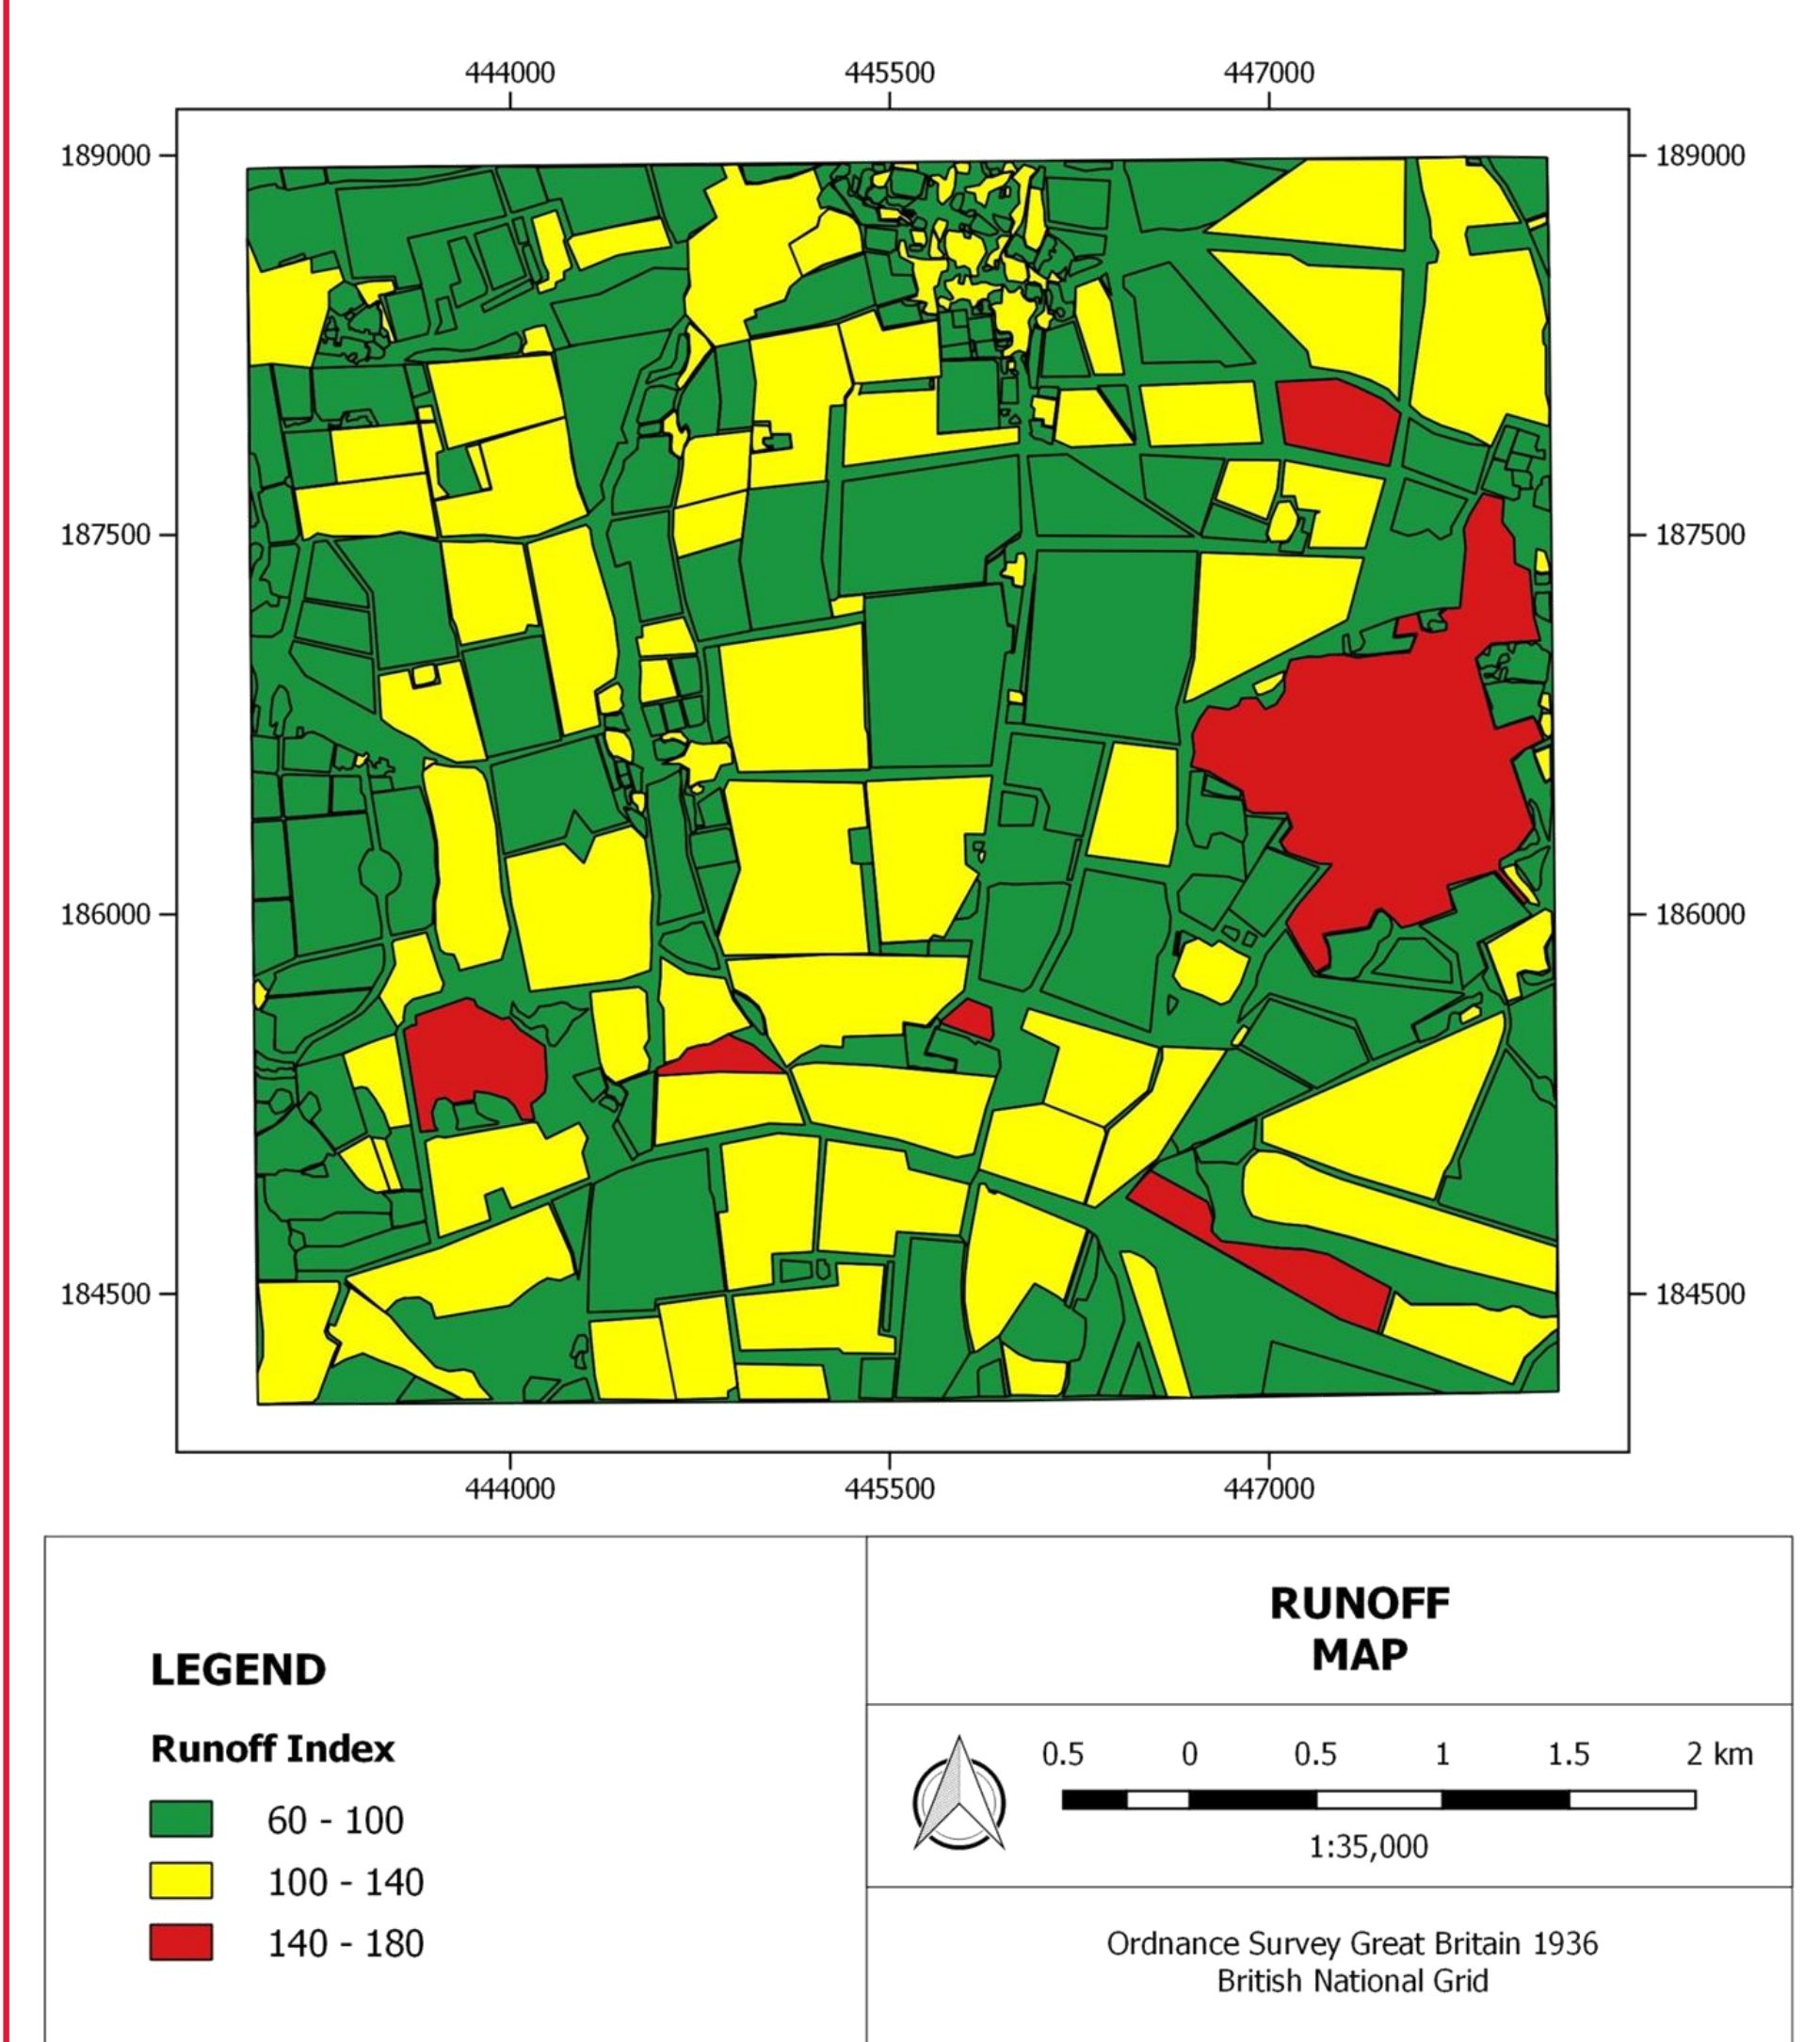 444000 445500 447000
189000 189000
187500 187500
186000 186000
184500 184500
444000 445500 447000
LEGEND
Runoff Index
60 - 100
100 - 140
140 - 180
RUNOFF
MAP
0.5 0 0.5 1 1.5 2 km
1:35,000
Ordnance Survey Great Britain 1936
British National Grid